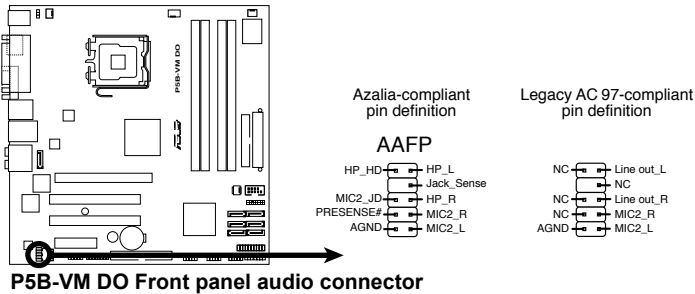 P5B-VM DO
ASUS
Azalia-compliant
pin definition
Legacy AC 97-compliant
pin definition
AAFP
HP_HD
HP_L
Jack_Sense
MIC2_JD
HP_R
PRESENSE#
MIC2_R
AGND
MIC2_L
NC
Line out_L
NC
NC
Line out_R
NC
MIC2_R
AGND
MIC2_L
P5B-VM DO Front panel audio connector